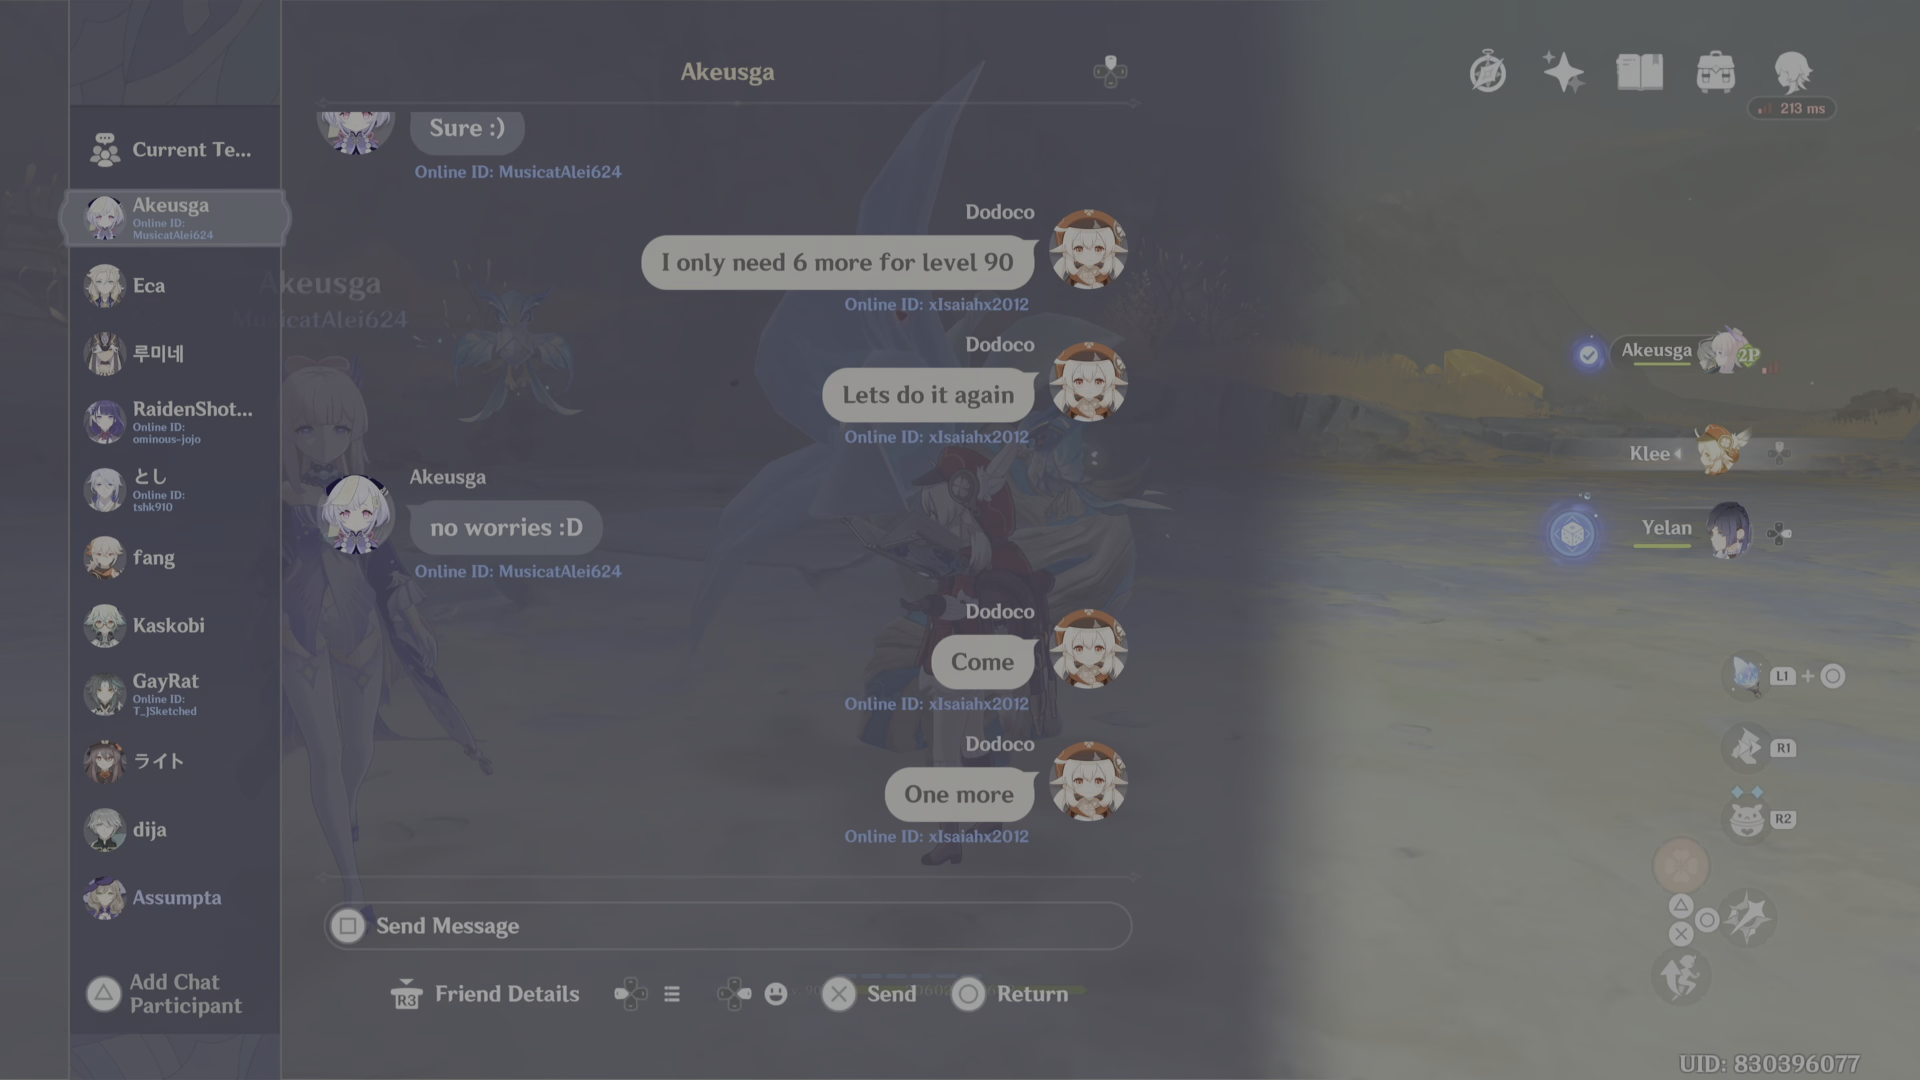 Current Te...
Akeusga
Online ID:
MusicatAlei624
Eca
루미네
RaidenShot...
Online ID:
ominous-jojo
とし
Online ID:
tshk910
fang
Kaskobi
GayRat
Online ID:
T_JSketched
ライト
dija
Assumpta
Add Chat
Participant
Akeusga
Sure :)
Online ID: MusicatAlei624
Dodoco
I only need 6 more for level 90
Online ID: xIsaiahx2012
Dodoco
Lets do it again
Online ID: xIsaiahx2012
Akeusga
no worries :D
Online ID: MusicatAlei624
Dodoco
Come
Online ID: xIsaiahx2012
Dodoco
One more
Online ID: xIsaiahx2012
Send Message
R3 Friend Details
Send
Return
Akeusga
MusicatAlei624
213 ms
Akeusga 2P
Klee
Yelan
L1 +
R1
R2
UID: 830396077